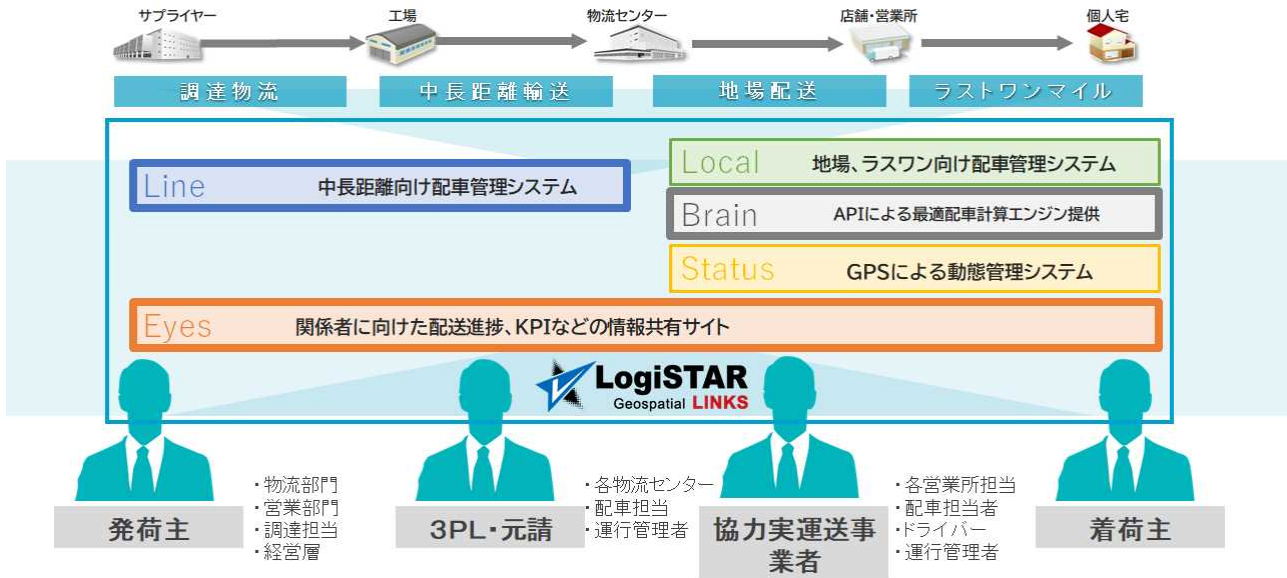 サプライヤー
工場
物流センター
店舗・営業所
個人宅
調達物流
中長距離輸送
地場配送
ラストワンマイル
Line
中長距離向け配車管理システム
Local
地場、ラスワン向け配車管理システム
Brain
APIによる最適配車計算エンジン提供
Status
GPSによる動態管理システム
Eyes
関係者に向けた配送進捗、KPIなどの情報共有サイト
LogiSTAR
Geospatial LINKS
発荷主
・物流部門
・営業部門
・調達担当
・経営層
3PL・元請
・各物流センター
・配車担当
・運行管理者
協力実運送事
業者
・各営業所担当
・配車担当者
・ドライバー
・運行管理者
着荷主